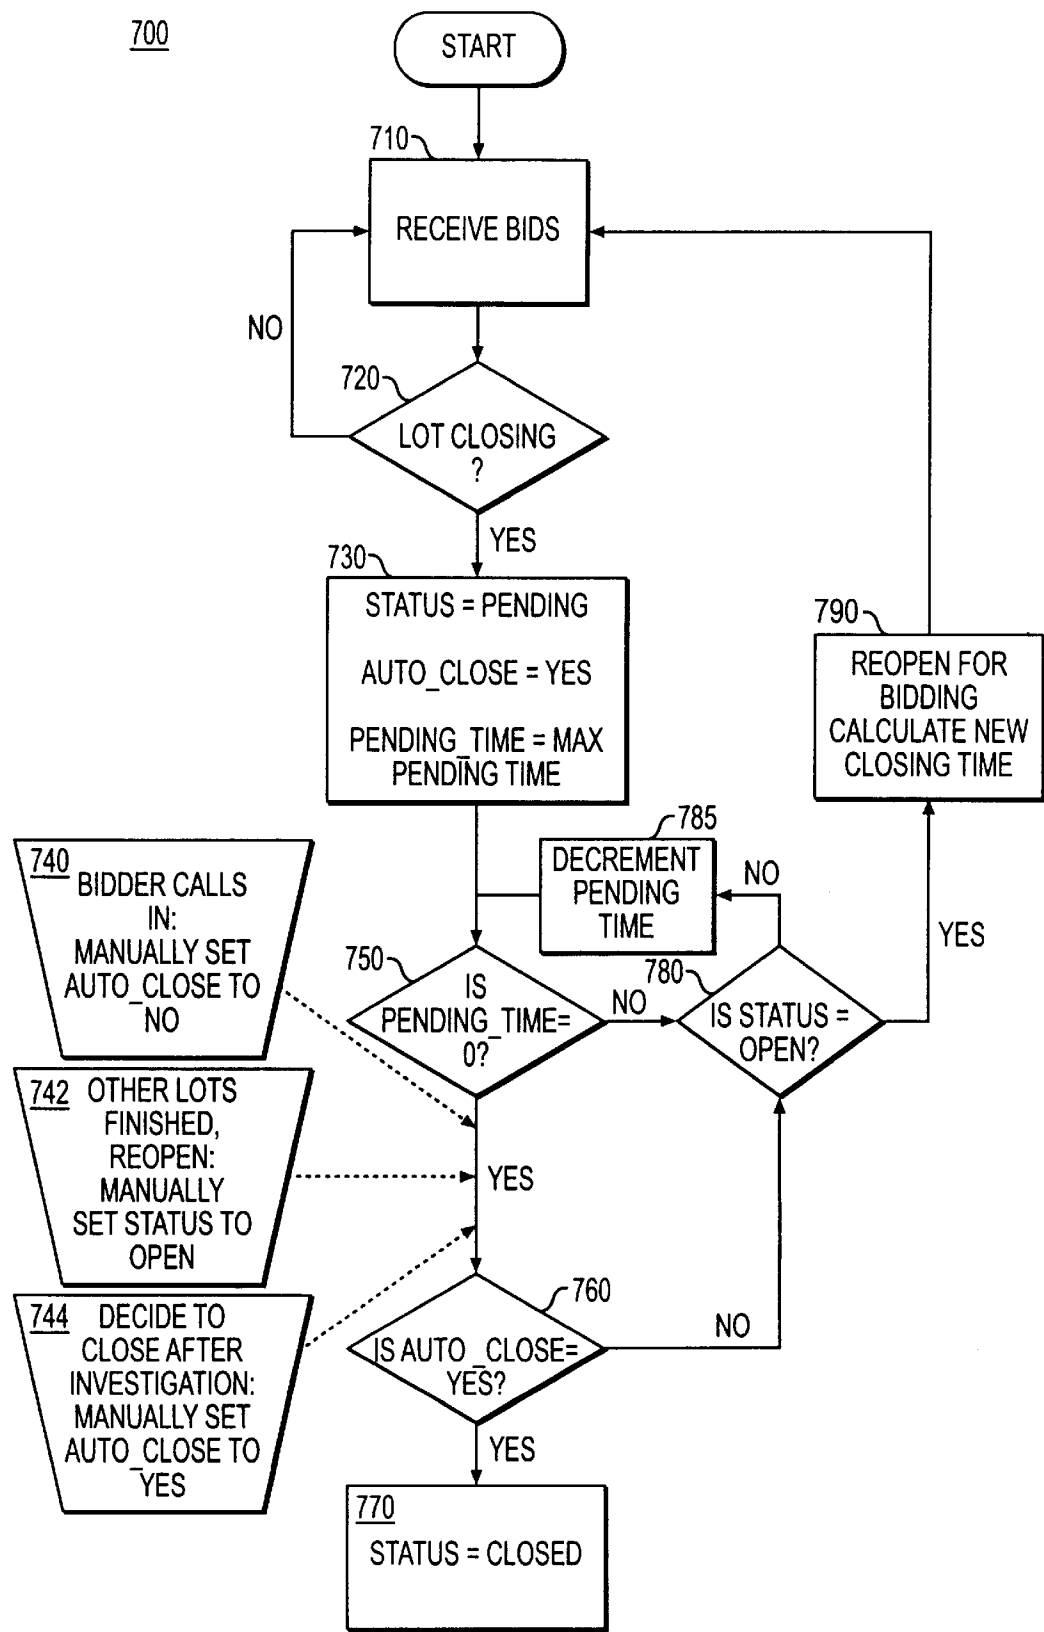 700
START
710
RECEIVE BIDS
NO
720
LOT CLOSING
?
YES
730
STATUS = PENDING
AUTO_CLOSE = YES
PENDING_TIME = MAX
PENDING TIME
790
REOPEN FOR
BIDDING
CALCULATE NEW
CLOSING TIME
785
DECREMENT
PENDING
TIME
NO
YES
740
BIDDER CALLS
IN:
MANUALLY SET
AUTO_CLOSE TO
NO
750
IS
PENDING_TIME=
0?
NO
780
IS STATUS =
OPEN?
742
OTHER LOTS
FINISHED,
REOPEN:
MANUALLY
SET STATUS TO
OPEN
YES
744
DECIDE TO
CLOSE AFTER
INVESTIGATION:
MANUALLY SET
AUTO_CLOSE TO
YES
760
IS AUTO_CLOSE=
YES?
NO
YES
770
STATUS = CLOSED